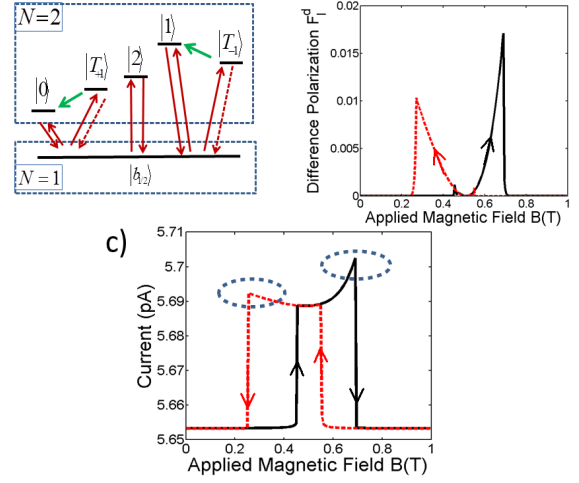 N=2
|0⟩ |T₋₁⟩ |2⟩ |1⟩ |T₋₁⟩
N=1
|b₁/₂⟩
Difference Polarization F_l^d
0.02
0.015
0.01
0.005
0
0 0.2 0.4 0.6 0.8 1
Applied Magnetic Field B(T)
c)
Current (pA)
5.71
5.7
5.69
5.68
5.67
5.66
5.65
0 0.2 0.4 0.6 0.8 1
Applied Magnetic Field B(T)